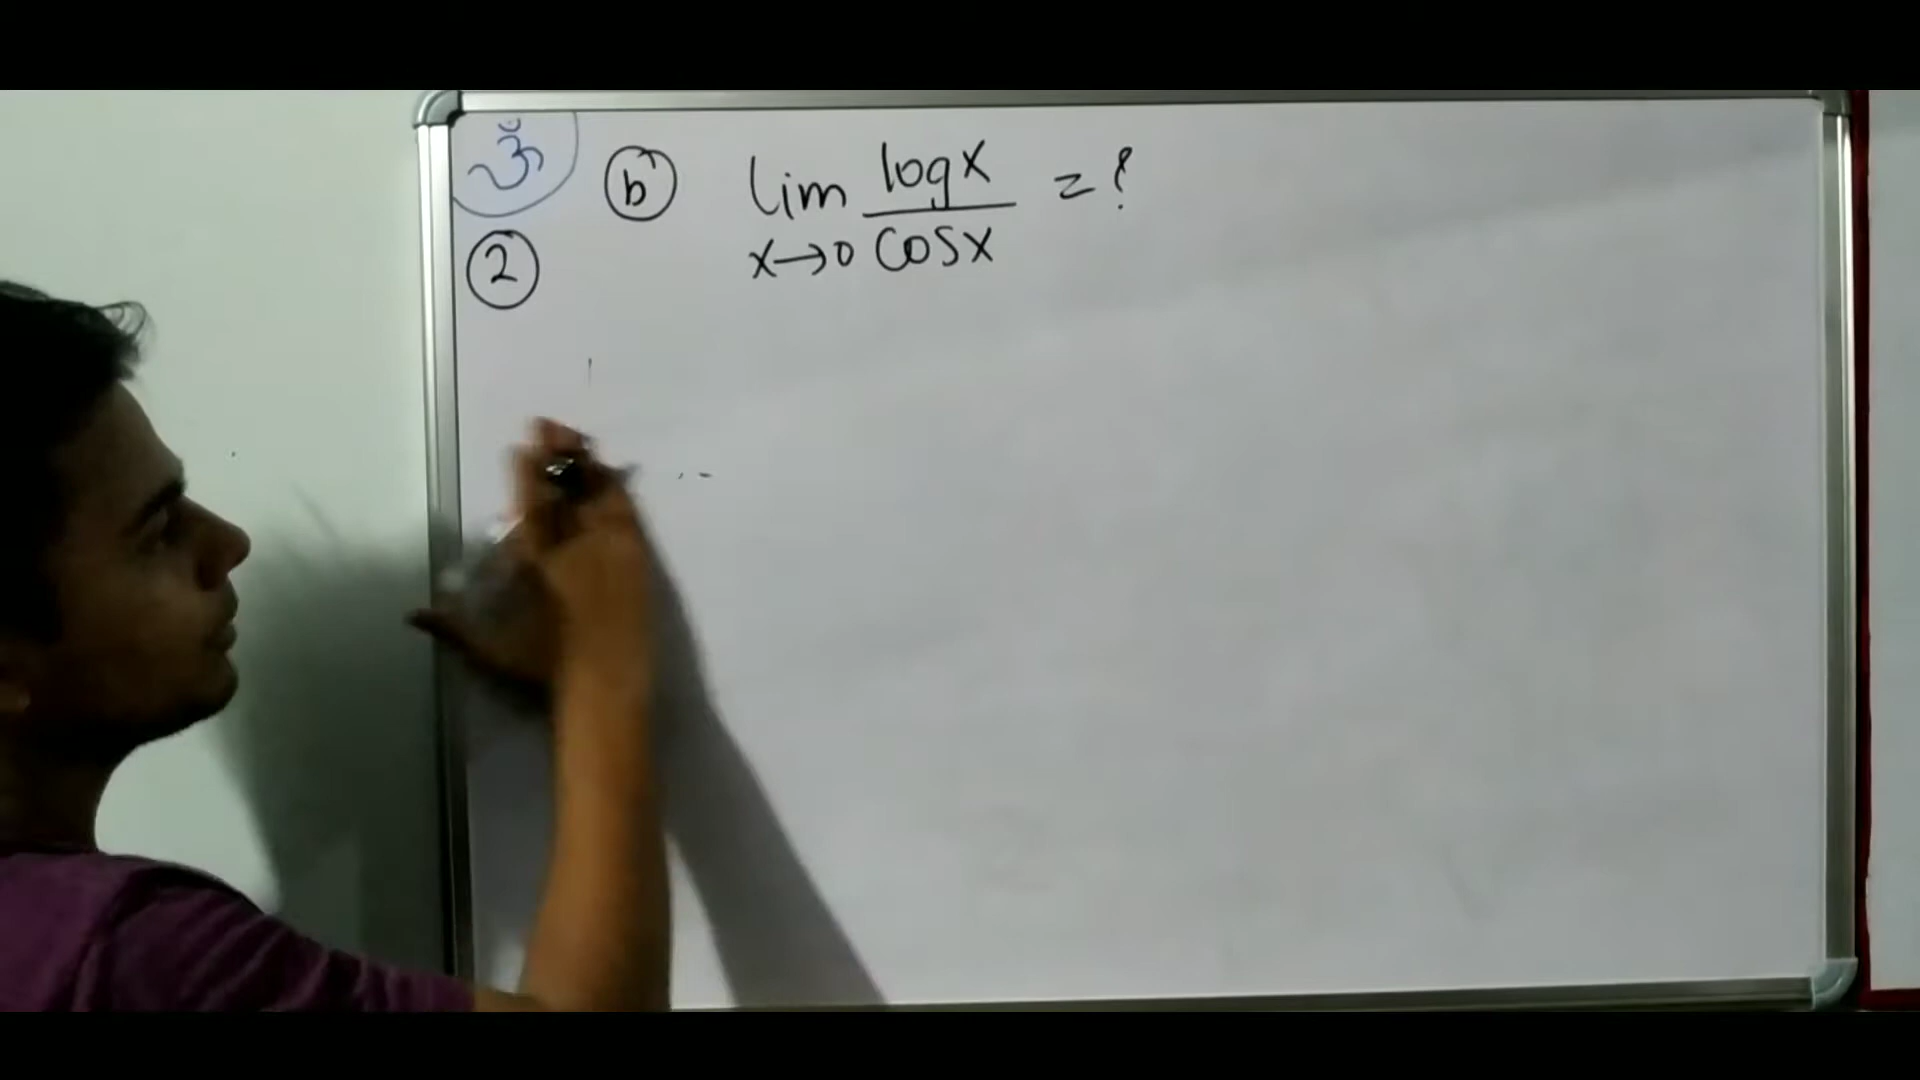 ॐ
(b) lim x→0 logx / cosx = ?
(2)